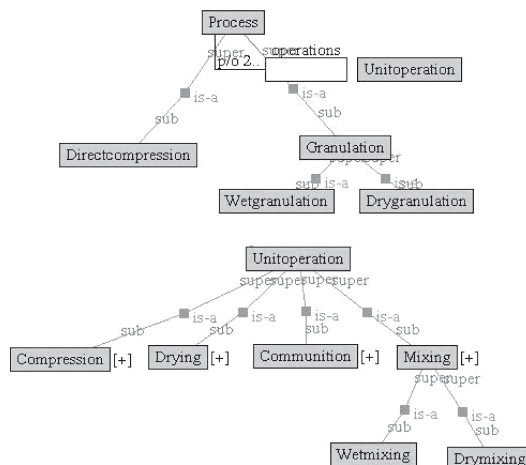 Process
super super operations
p/o 2..
Unitoperation
is-a is-a
sub sub
Directcompression Granulation
super super
sub is-a is-a sub
Wetgranulation Drygranulation
Unitoperation
super super super super
is-a is-a is-a is-a
sub sub sub sub
Compression [+] Drying [+] Communition [+] Mixing [+]
super super
is-a is-a
sub sub
Wetmixing Drymixing